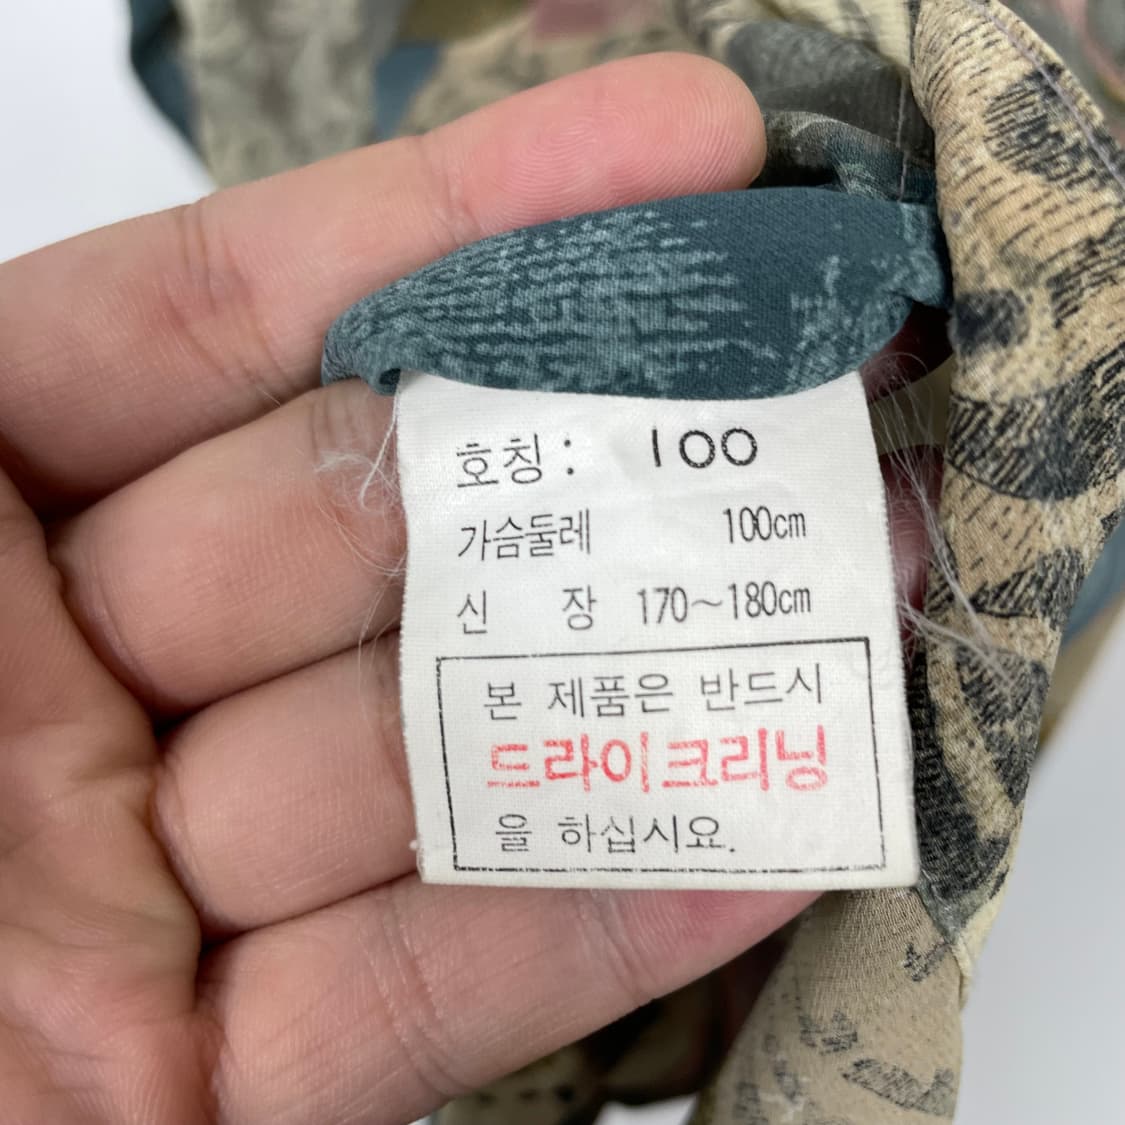 호칭: 100
가슴둘레 100cm
신 장 170~180cm
본 제품은 반드시
드라이크리닝
을 하십시요.